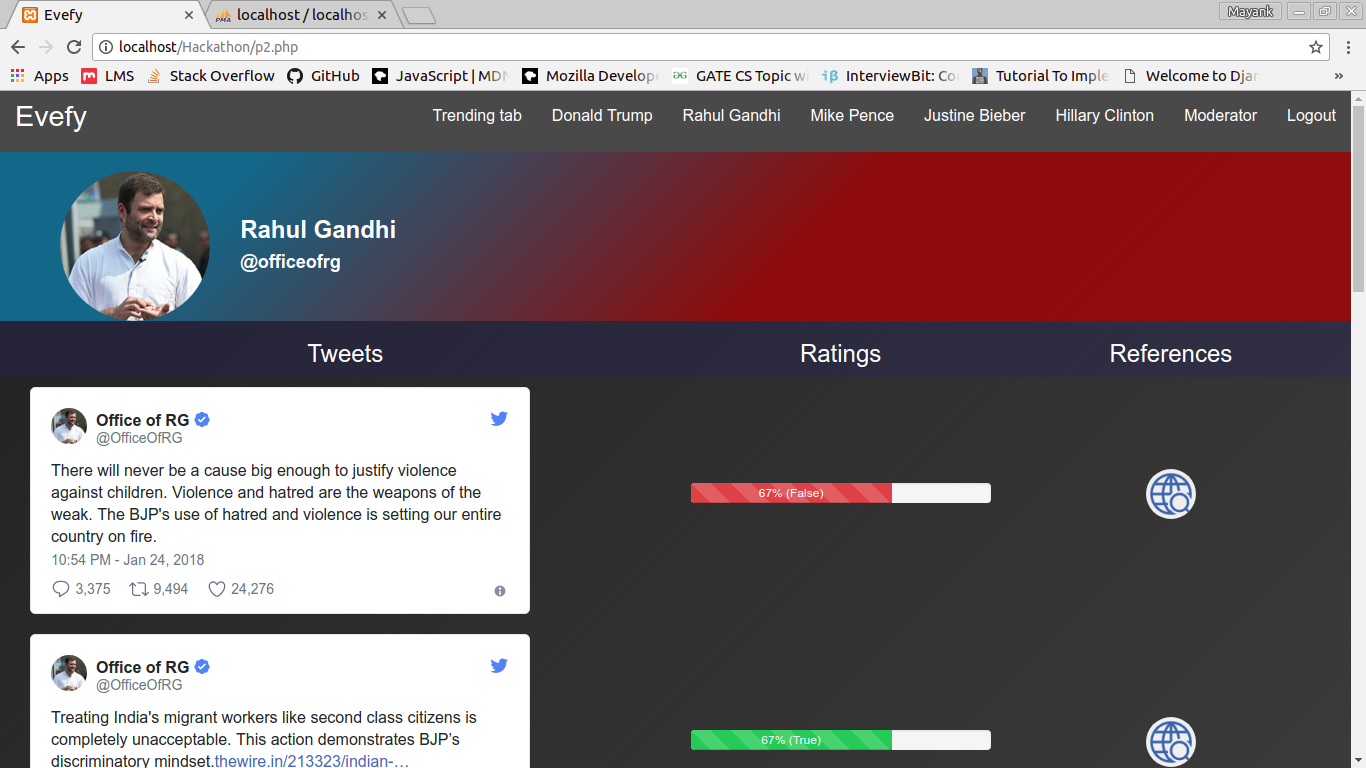 Evefy
localhost / localhos
Mayank
localhost/Hackathon/p2.php
Apps LMS Stack Overflow GitHub JavaScript | MDN Mozilla Develope GATE CS Topic wi InterviewBit: Co Tutorial To Imple Welcome to Djan »
Evefy Trending tab Donald Trump Rahul Gandhi Mike Pence Justine Bieber Hillary Clinton Moderator Logout
Rahul Gandhi
@officeofrg
Tweets Ratings References
Office of RG
@OfficeOfRG
There will never be a cause big enough to justify violence
against children. Violence and hatred are the weapons of the
weak. The BJP's use of hatred and violence is setting our entire
country on fire.
10:54 PM - Jan 24, 2018
3,375 9,494 24,276
67% (False)
Office of RG
@OfficeOfRG
Treating India's migrant workers like second class citizens is
completely unacceptable. This action demonstrates BJP’s
discriminatory mindset.thewire.in/213323/indian-…
67% (True)